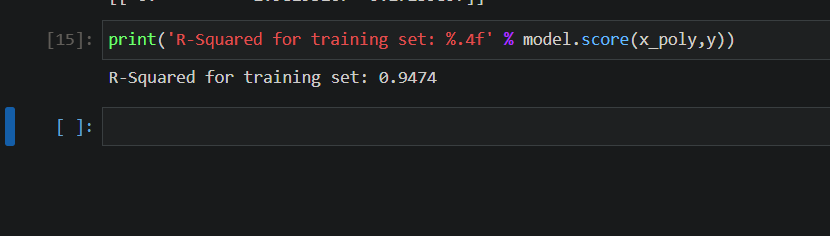 [15]: print('R-Squared for training set: %.4f' % model.score(x_poly,y))
R-Squared for training set: 0.9474
[ ]: